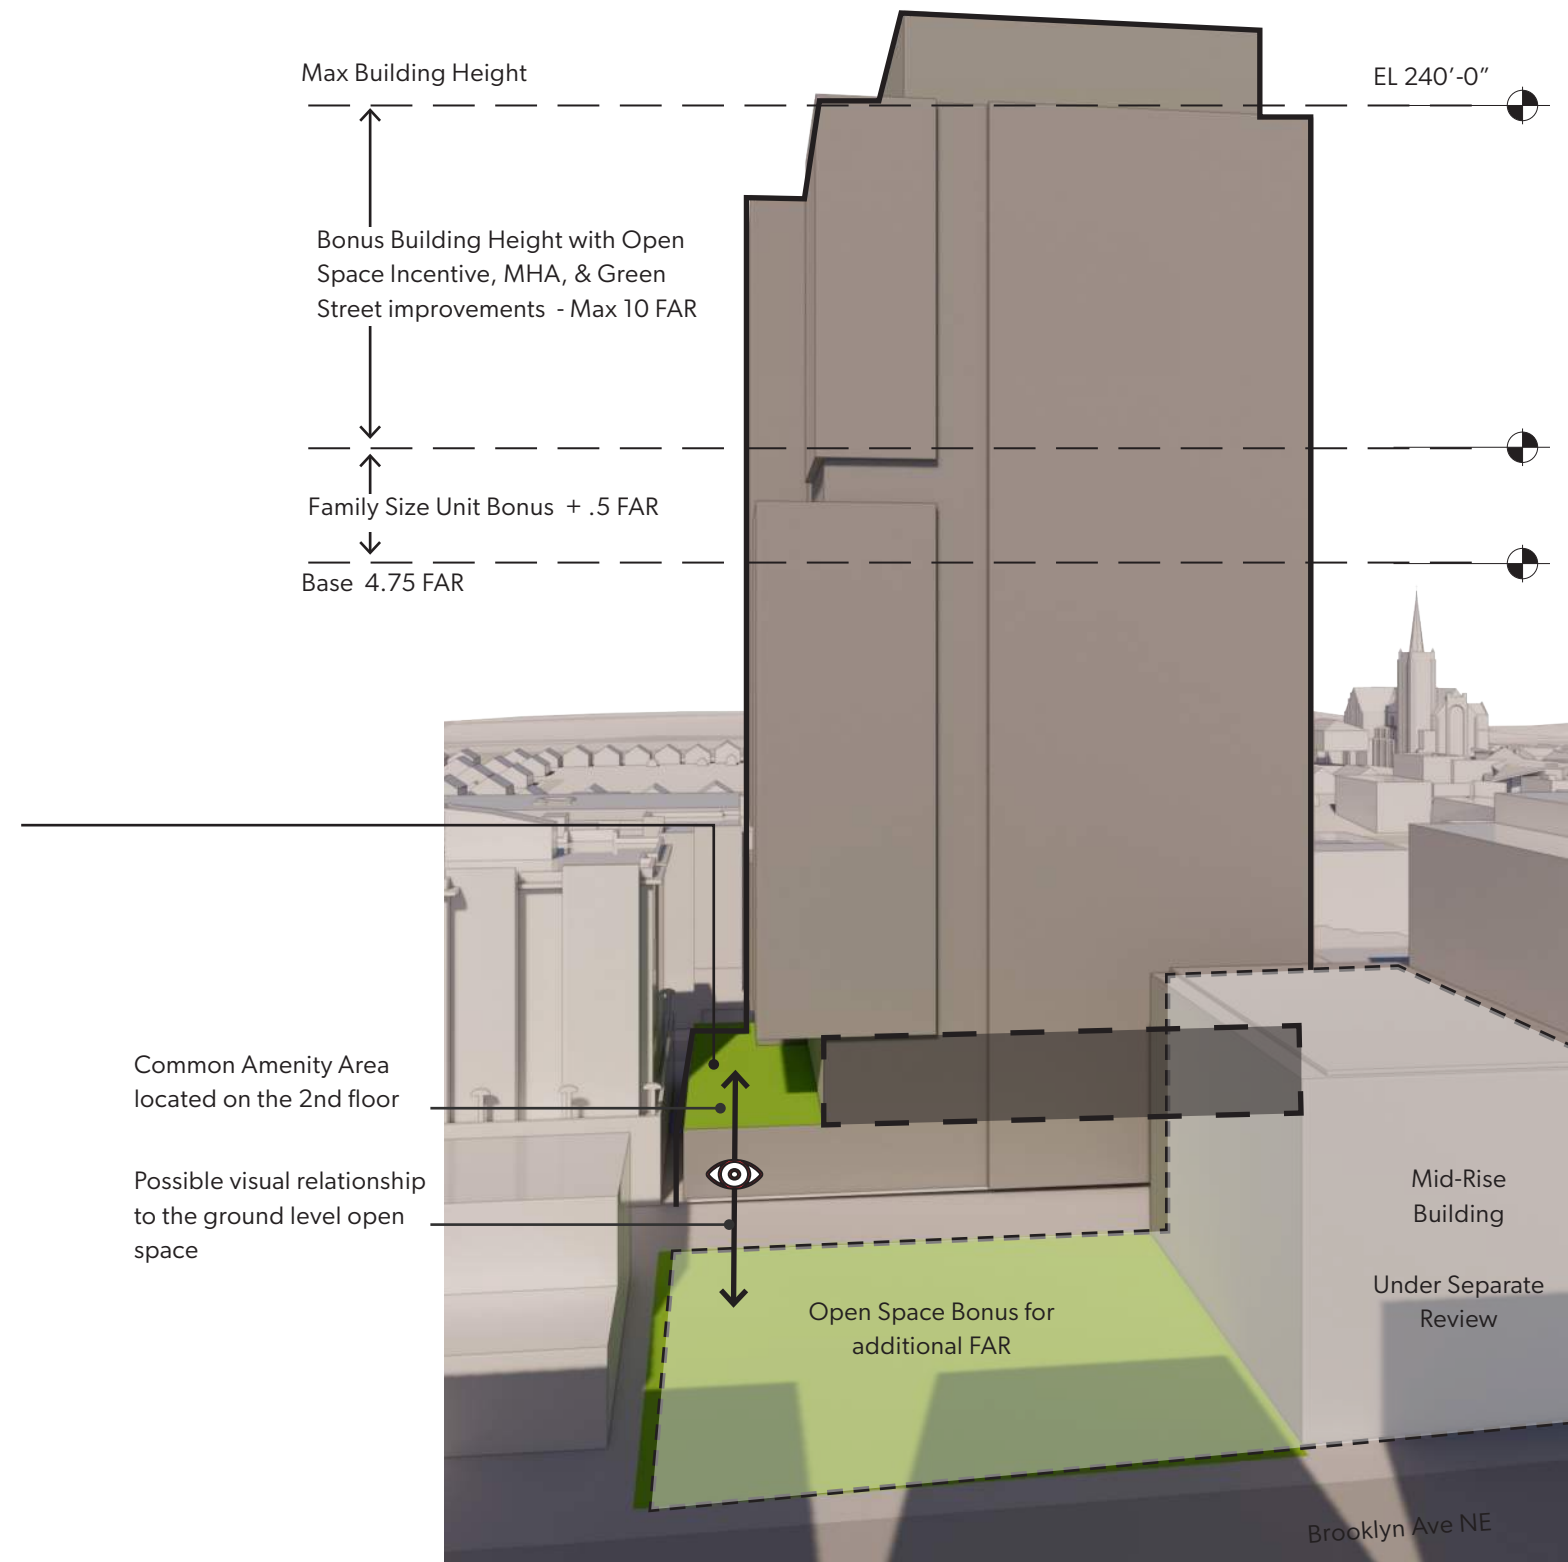 Max Building Height
EL 240’-0”
Bonus Building Height with Open
Space Incentive, MHA, & Green
Street improvements - Max 10 FAR
Family Size Unit Bonus + .5 FAR
Base 4.75 FAR
Common Amenity Area
located on the 2nd floor
Possible visual relationship
to the ground level open
space
Mid-Rise
Building
Under Separate
Review
Open Space Bonus for
additional FAR
Brooklyn Ave NE